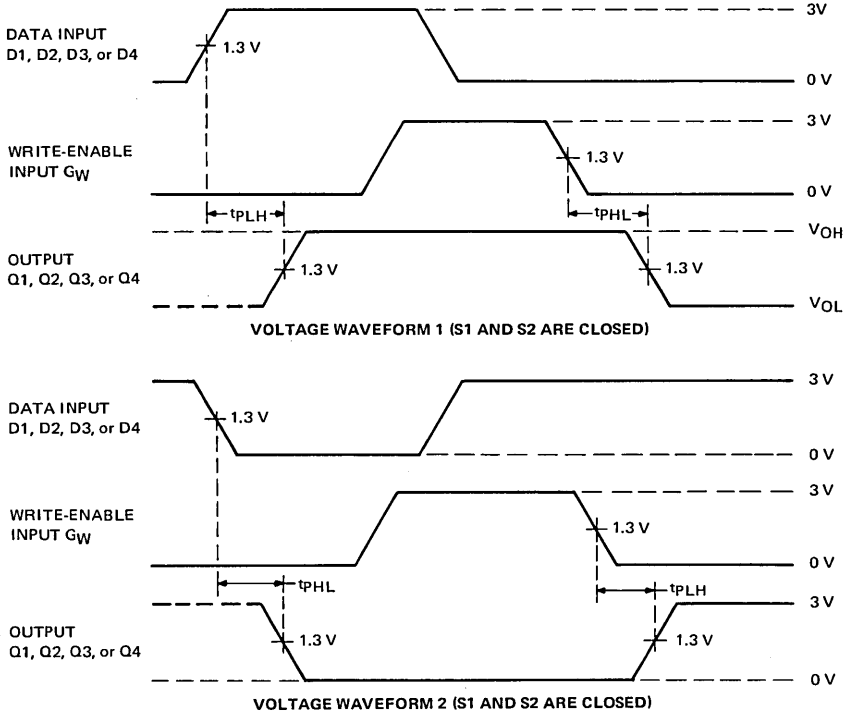 3V
DATA INPUT
D1, D2, D3, or D4
1.3 V
0 V
3 V
WRITE-ENABLE
INPUT GW
1.3 V
0 V
tPLH
tPHL
VOH
OUTPUT
Q1, Q2, Q3, or Q4
1.3 V
1.3 V
VOL
VOLTAGE WAVEFORM 1 (S1 AND S2 ARE CLOSED)
3 V
DATA INPUT
D1, D2, D3, or D4
1.3 V
0 V
3 V
WRITE-ENABLE
INPUT GW
1.3 V
0 V
tPHL
tPLH
3 V
OUTPUT
Q1, Q2, Q3, or Q4
1.3 V
1.3 V
0 V
VOLTAGE WAVEFORM 2 (S1 AND S2 ARE CLOSED)